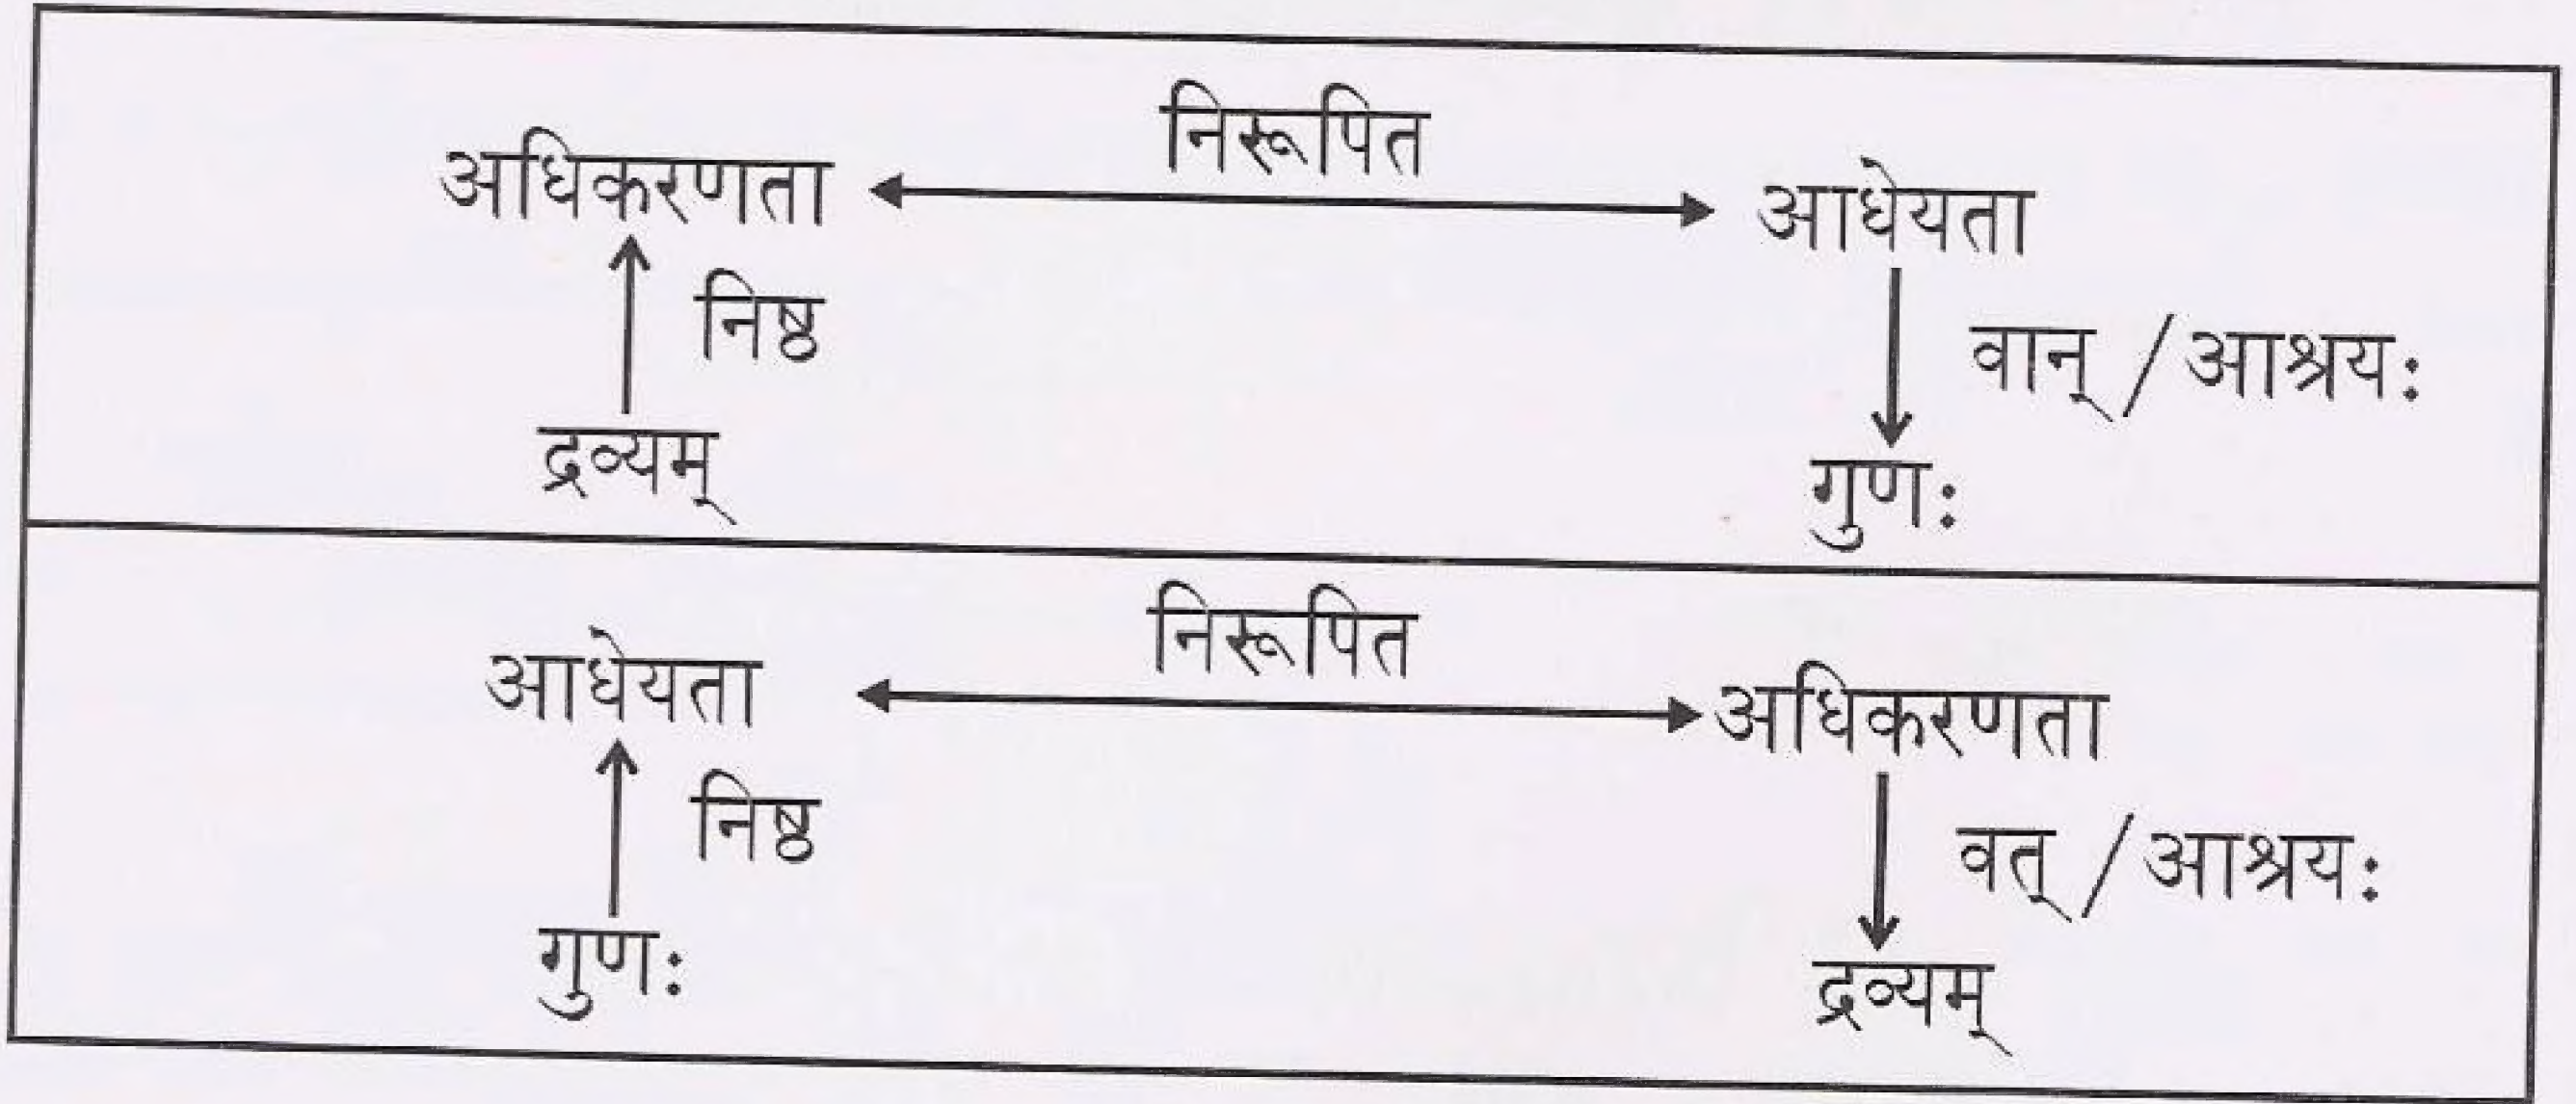 निरूपित
अधिकरणता आधेयता
निष्ठ वान् / आश्रयः
द्रव्यम् गुणः
निरूपित
आधेयता अधिकरणता
निष्ठ वत् / आश्रयः
गुणः द्रव्यम्